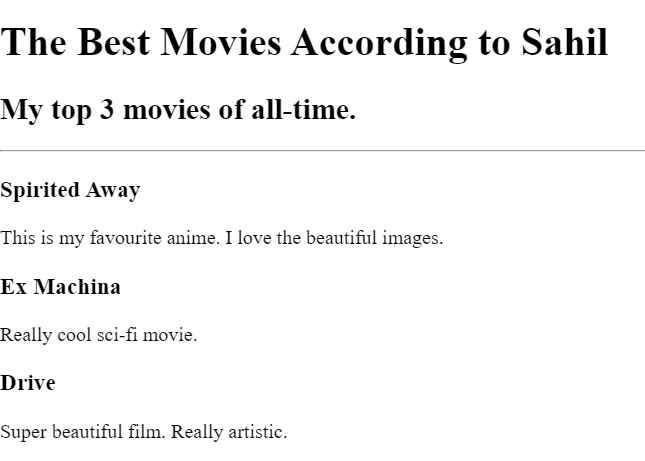 The Best Movies According to Sahil
My top 3 movies of all-time.
Spirited Away
This is my favourite anime. I love the beautiful images.
Ex Machina
Really cool sci-fi movie.
Drive
Super beautiful film. Really artistic.